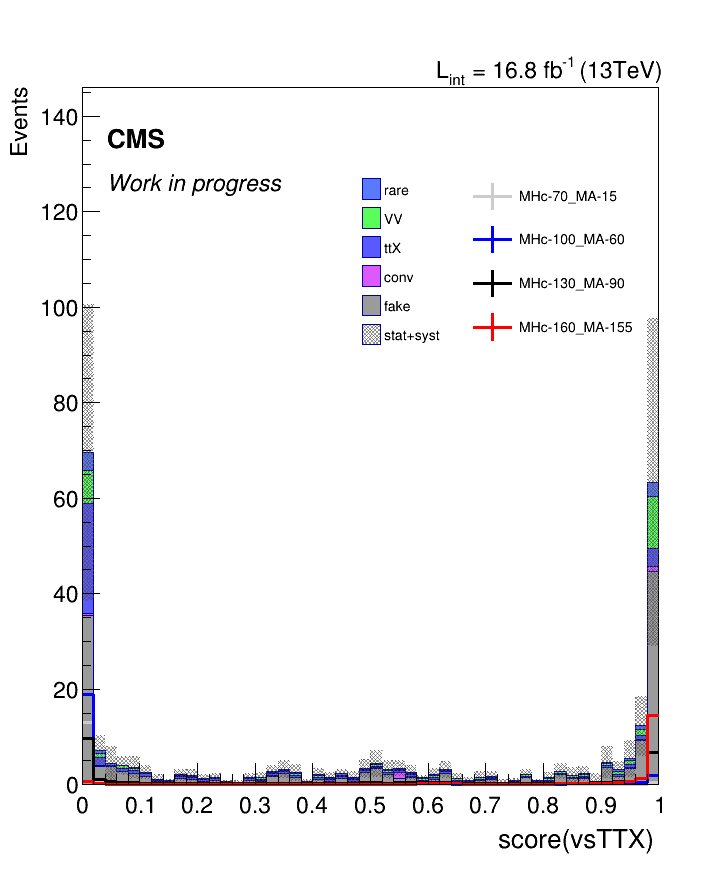 L_int = 16.8 fb^-1 (13TeV)
Events
CMS
Work in progress
rare
VV
ttX
conv
fake
stat+syst
MHc-70_MA-15
MHc-100_MA-60
MHc-130_MA-90
MHc-160_MA-155
140
120
100
80
60
40
20
0
0 0.1 0.2 0.3 0.4 0.5 0.6 0.7 0.8 0.9 1
score(vsTTX)